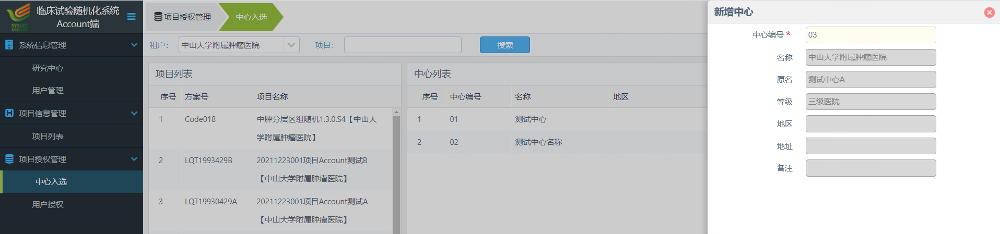 临床试验随机化系统
Account端
SYSUCC
系统信息管理
研究中心
用户管理
项目信息管理
项目列表
项目授权管理
中心入选
用户授权
项目授权管理
中心入选
租户：
中山大学附属肿瘤医院
项目：
搜索
项目列表
序号 方案号 项目名称
1 Code018 中肿分层区组随机1.3.0.S4【中山大
学附属肿瘤医院】
2 LQT1993429B 20211223001项目Account测试B
【中山大学附属肿瘤医院】
3 LQT19930429A 20211223001项目Account测试A
【中山大学附属肿瘤医院】
中心列表
序号 中心编号 名称 地区
1 01 测试中心
2 02 测试中心名称
新增中心
中心编号* 03
名称 中山大学附属肿瘤医院
原名 测试中心A
等级 三级医院
地区
地址
备注